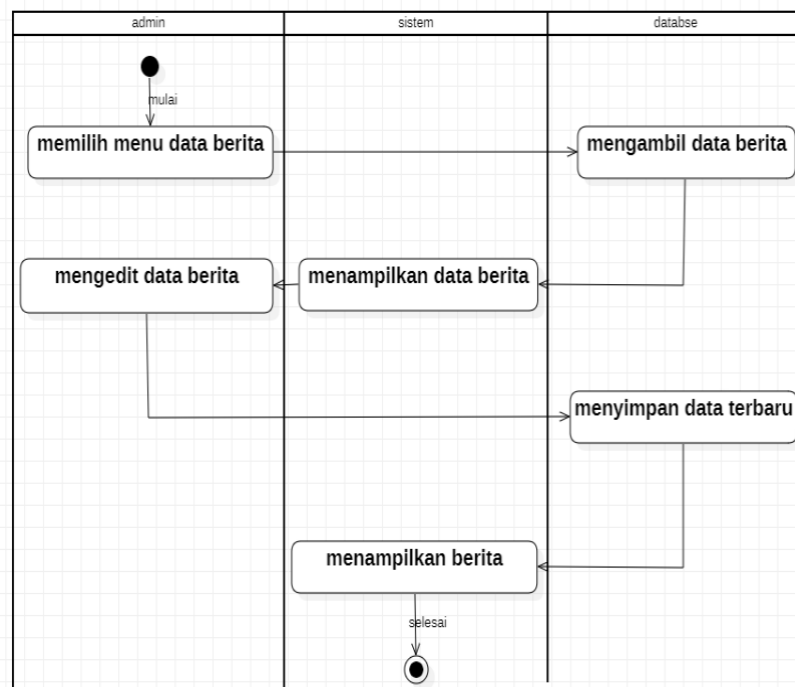 admin
sistem
databse
mulai
memilih menu data berita
mengambil data berita
mengedit data berita
menampilkan data berita
menyimpan data terbaru
menampilkan berita
selesai